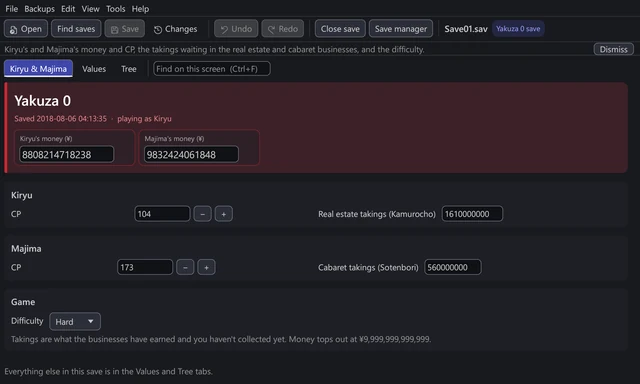 File Backups Edit View Tools Help
Open Find saves Save Changes Undo Redo Close save Save manager Save01.sav Yakuza 0 save
Kiryu's and Majima's money and CP, the takings waiting in the real estate and cabaret businesses, and the difficulty. Dismiss
Kiryu & Majima Values Tree Find on this screen (Ctrl+F)
Yakuza 0
Saved 2018-08-06 04:13:35 · playing as Kiryu
Kiryu's money (¥) Majima's money (¥)
8808214718238 9832424061848
Kiryu
CP 104 − + Real estate takings (Kamurocho) 1610000000
Majima
CP 173 − + Cabaret takings (Sotenbori) 560000000
Game
Difficulty Hard
Takings are what the businesses have earned and you haven't collected yet. Money tops out at ¥9,999,999,999,999.
Everything else in this save is in the Values and Tree tabs.